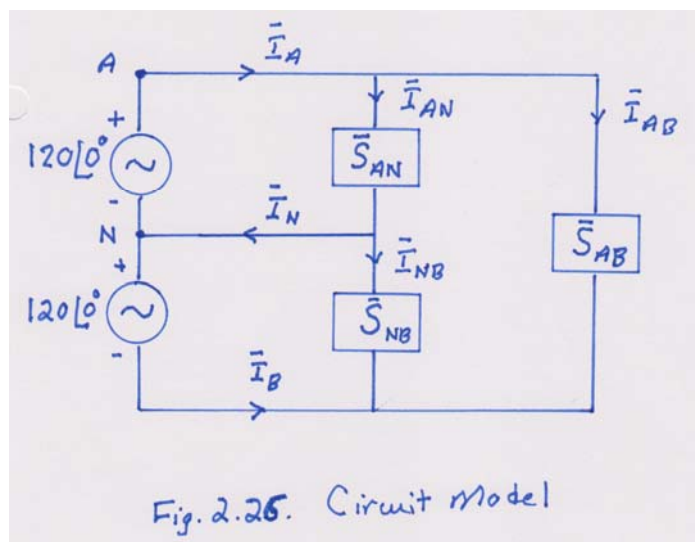 A
Ī_A
Ī_AN
Ī_AB
+
120∠0°
-
S̄_AN
Ī_N
N
S̄_AB
+
Ī_NB
120∠0°
-
S̄_NB
Ī_B
Fig. 2.26. Circuit Model